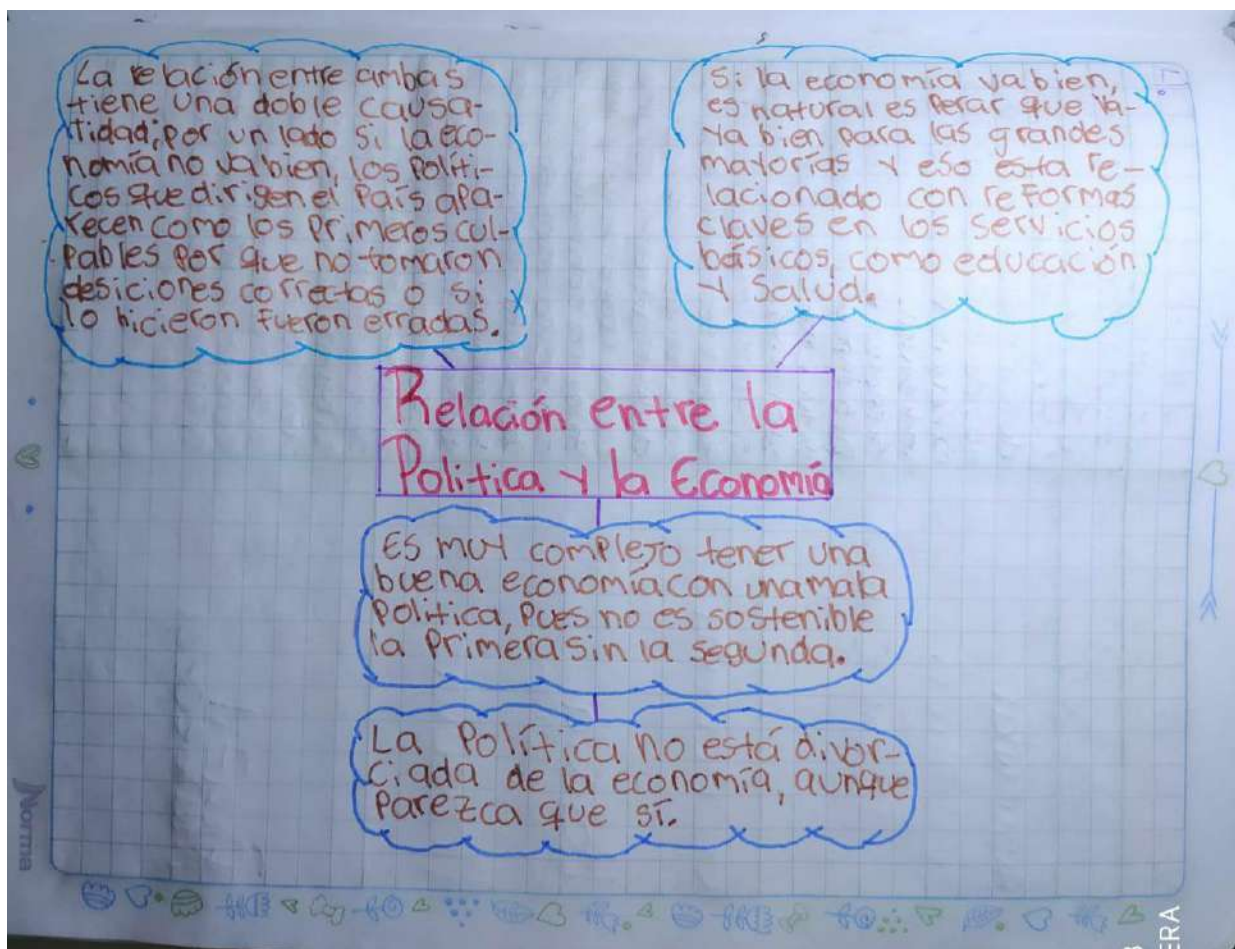 La relación entre ambas
tiene una doble causa-
tidad; por un lado si la eco-
nomía no va bien, los políti-
cos que dirigen el país apa-
recen como los primeros cul-
pables por que no tomaron
desiciones correctas o si
lo hicieron fueron erradas.
Si la economía va bien,
es natural esperar que va-
ya bien para las grandes
mayorías y eso esta re-
lacionado con reformas
claves en los servicios
básicos, como educación
y salud.
Relación entre la
Politica y la Economía
Es muy complejo tener una
buena economía con una mala
politica, pues no es sostenible
la primera sin la segunda.
La Política no está divor-
ciada de la economía, aunque
parezca que sí.
Norma